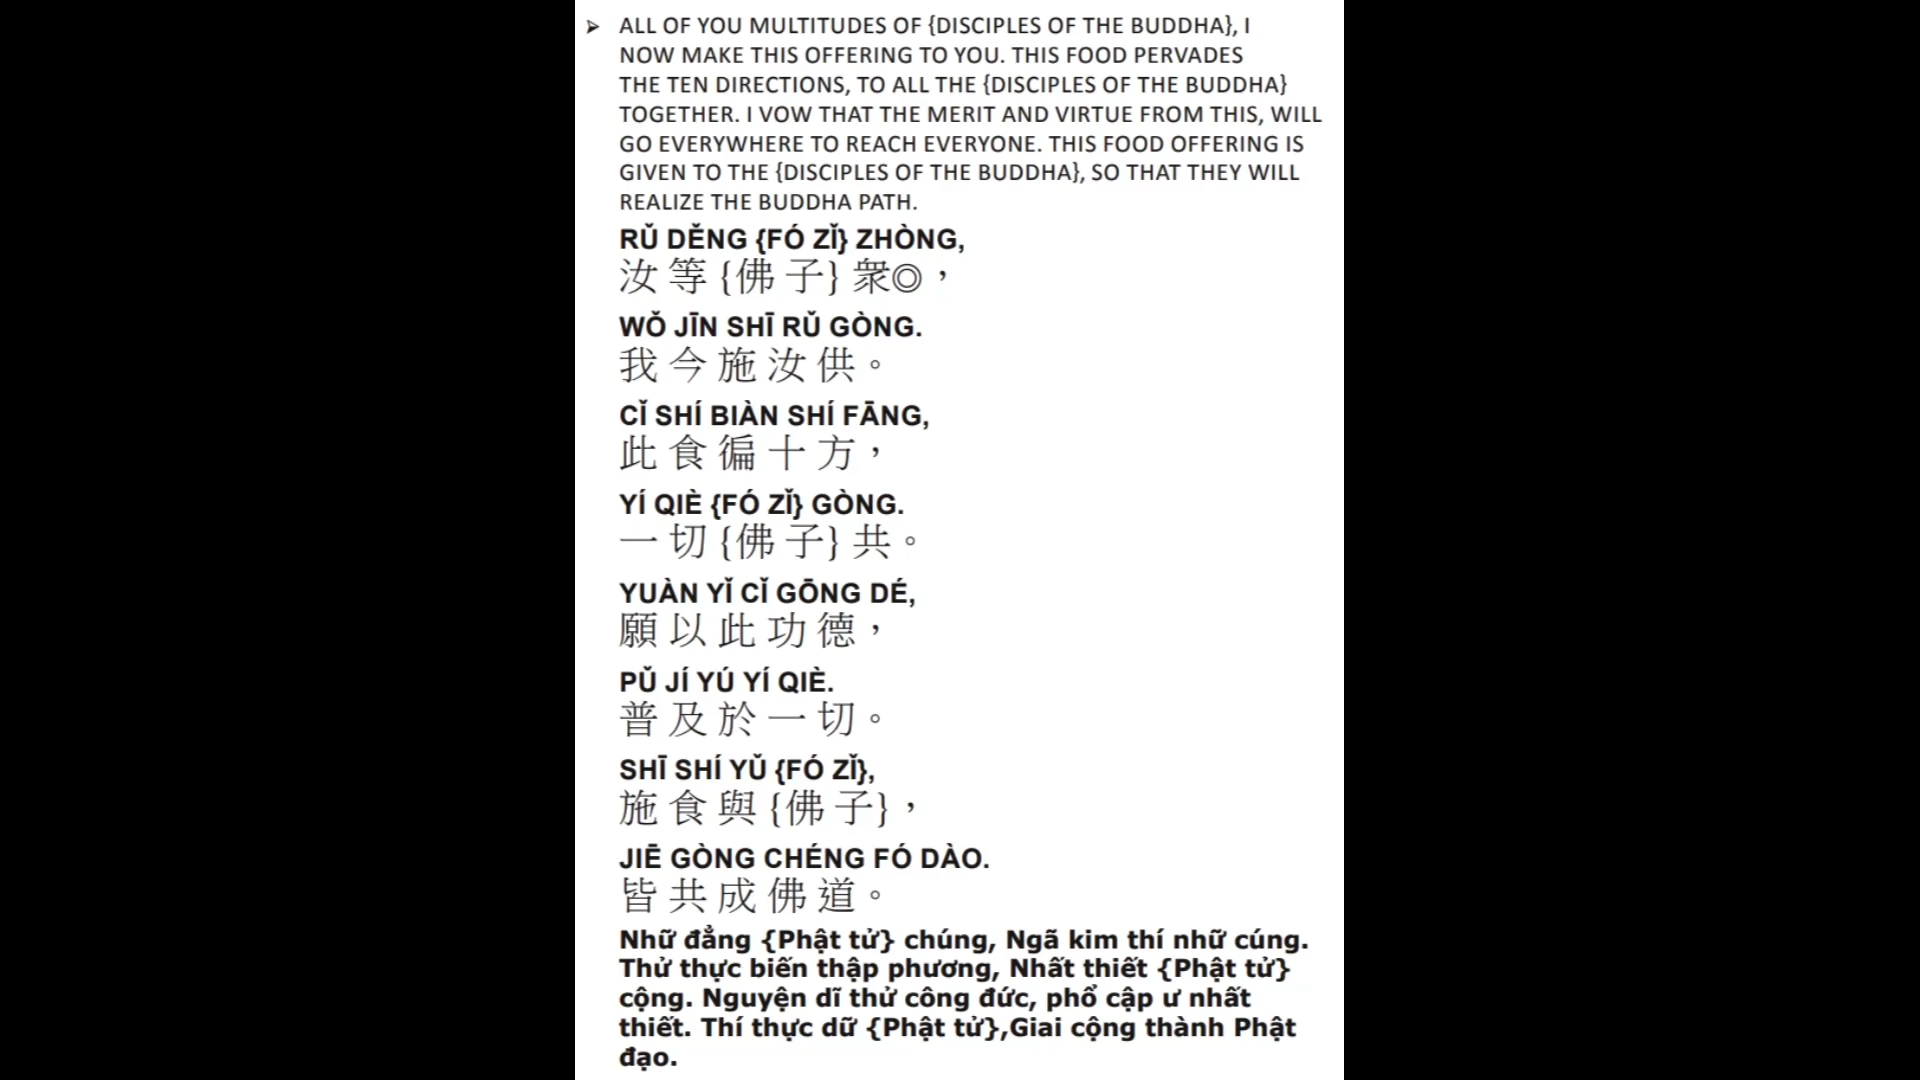 ➢ ALL OF YOU MULTITUDES OF {DISCIPLES OF THE BUDDHA}, I
NOW MAKE THIS OFFERING TO YOU. THIS FOOD PERVADES
THE TEN DIRECTIONS, TO ALL THE {DISCIPLES OF THE BUDDHA}
TOGETHER. I VOW THAT THE MERIT AND VIRTUE FROM THIS, WILL
GO EVERYWHERE TO REACH EVERYONE. THIS FOOD OFFERING IS
GIVEN TO THE {DISCIPLES OF THE BUDDHA}, SO THAT THEY WILL
REALIZE THE BUDDHA PATH.
RǓ DĚNG {FÓ ZǏ} ZHÒNG,
汝 等 {佛 子} 衆◎，
WǑ JĪN SHĪ RǓ GÒNG.
我 今 施 汝 供。
CǏ SHÍ BIÀN SHÍ FĀNG,
此 食 徧 十 方，
YÍ QIÈ {FÓ ZǏ} GÒNG.
一 切 {佛 子} 共。
YUÀN YǏ CǏ GŌNG DÉ,
願 以 此 功 德，
PǓ JÍ YÚ YÍ QIÈ.
普 及 於 一 切。
SHĪ SHÍ YǓ {FÓ ZǏ},
施 食 與 {佛 子}，
JIĒ GÒNG CHÉNG FÓ DÀO.
皆 共 成 佛 道。
Nhữ đẳng {Phật tử} chúng, Ngã kim thí nhữ cúng.
Thử thực biến thập phương, Nhất thiết {Phật tử}
cộng. Nguyện dĩ thử công đức, phổ cập ư nhất
thiết. Thí thực dữ {Phật tử},Giai cộng thành Phật
đạo.